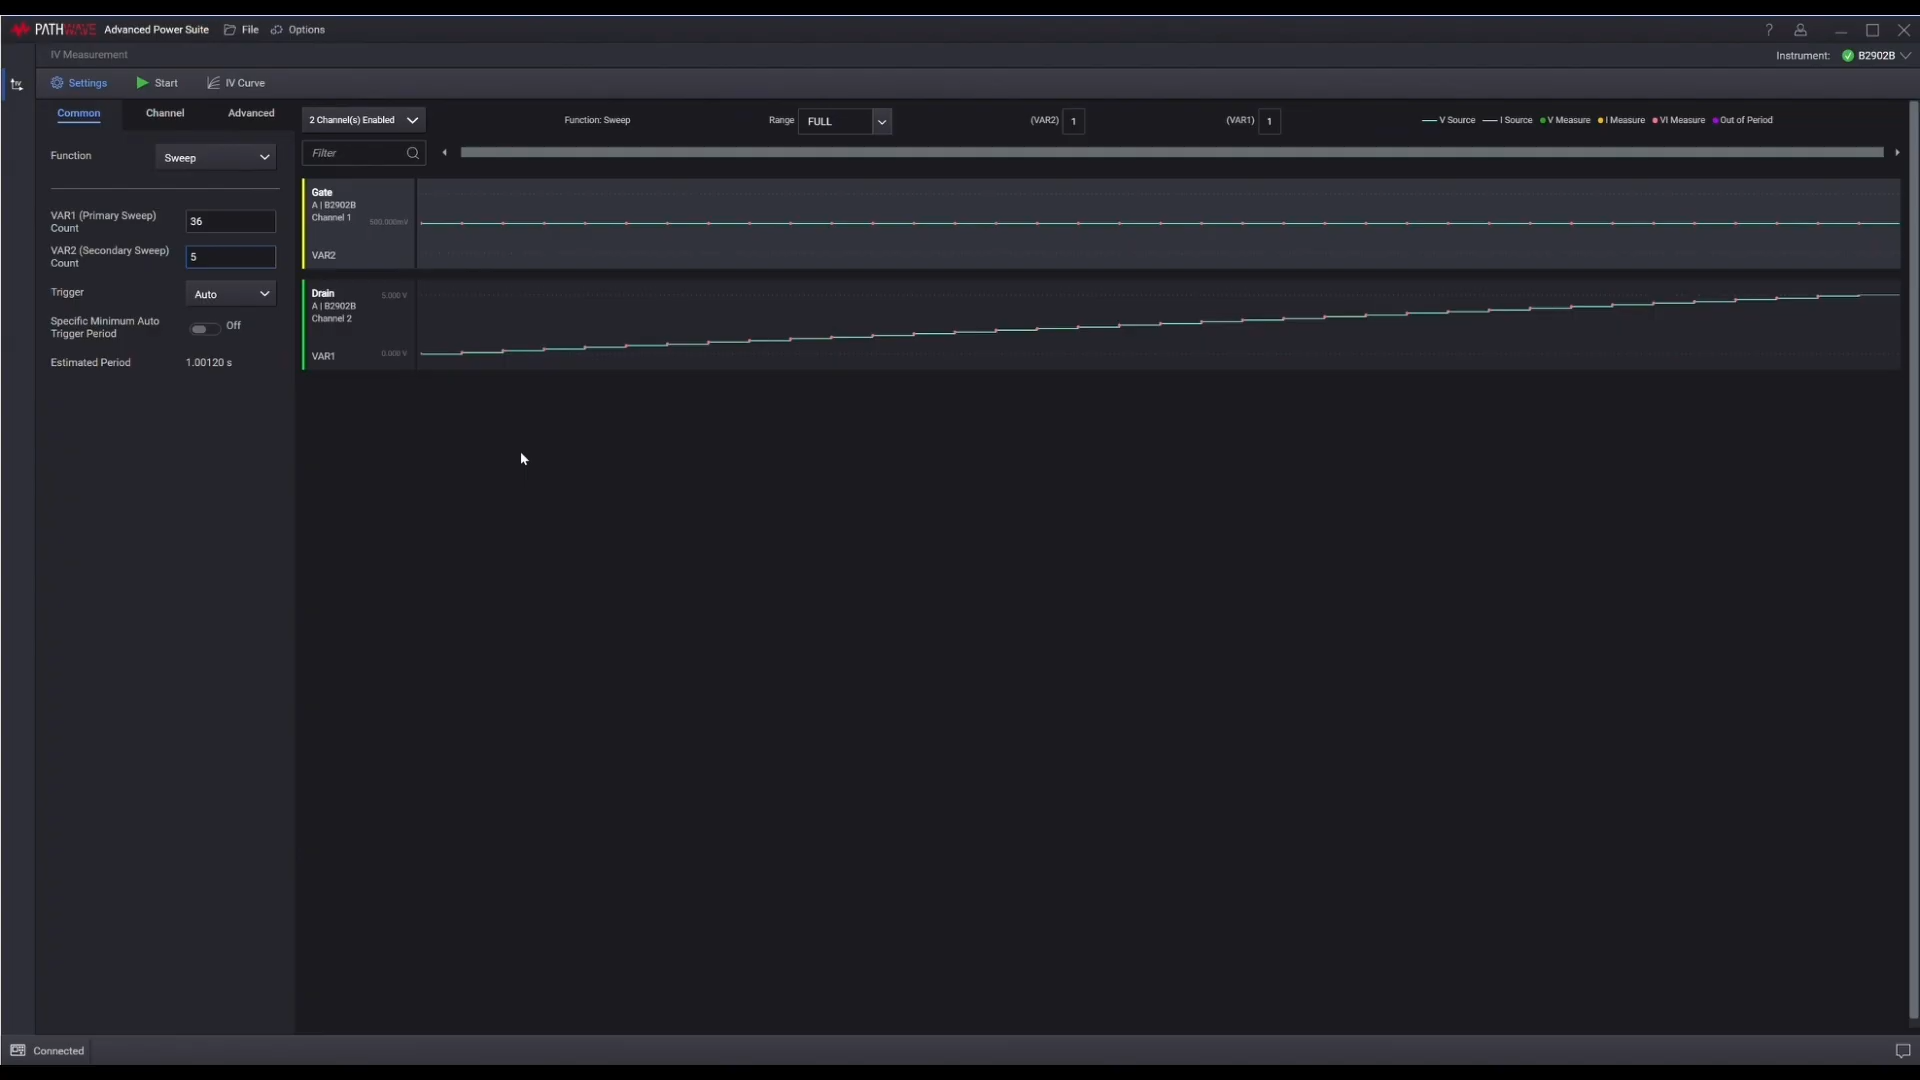 PATHWAVE Advanced Power Suite File Options
IV Measurement
Instrument: B2902B
Settings Start IV Curve
Common Channel Advanced
2 Channel(s) Enabled
Function: Sweep
Range FULL
(VAR2) 1
(VAR1) 1
V Source I Source V Measure I Measure VI Measure Out of Period
Filter
Function Sweep
VAR1 (Primary Sweep)
Count
36
VAR2 (Secondary Sweep)
Count
5
Trigger Auto
Specific Minimum Auto
Trigger Period
Off
Estimated Period 1.00120 s
Gate
A | B2902B
Channel 1
500.000mV
VAR2
Drain
A | B2902B
Channel 2
5.000 V
VAR1
0.000 V
Connected